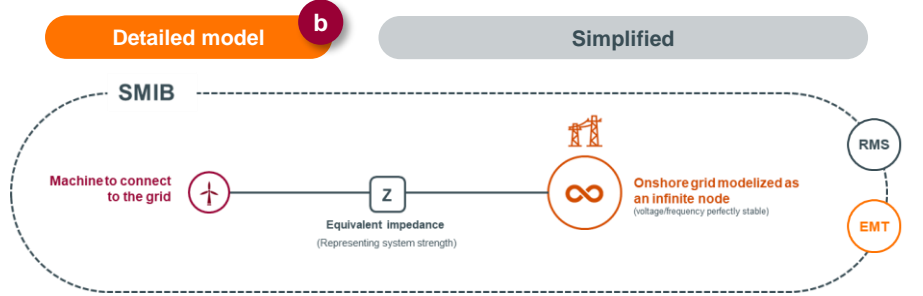 Detailed model
b
Simplified
SMIB
RMS
Machine to connect
to the grid
Z
Onshore grid modelized as
an infinite node
(voltage/frequency perfectly stable)
Equivalent impedance
(Representing system strength)
EMT